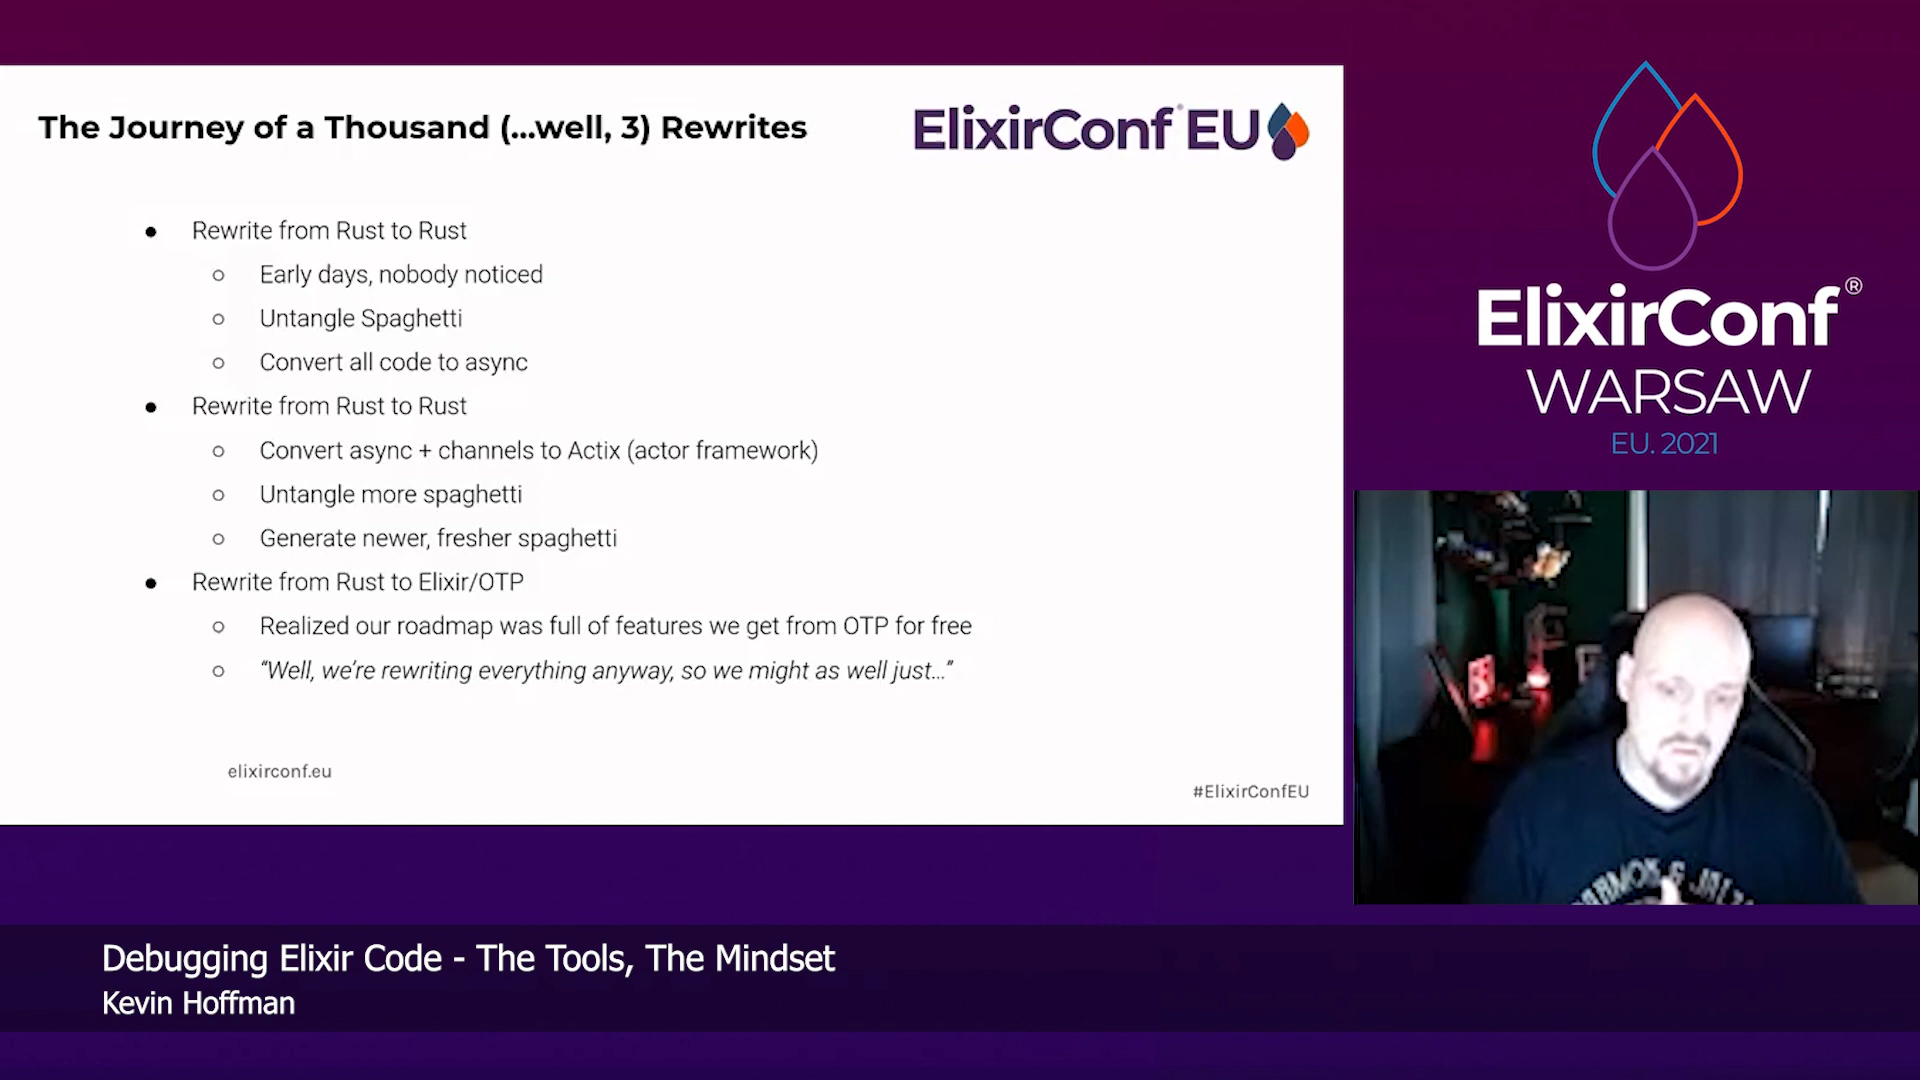 The Journey of a Thousand (...well, 3) Rewrites
ElixirConf® EU
● Rewrite from Rust to Rust
○ Early days, nobody noticed
○ Untangle Spaghetti
○ Convert all code to async
● Rewrite from Rust to Rust
○ Convert async + channels to Actix (actor framework)
○ Untangle more spaghetti
○ Generate newer, fresher spaghetti
● Rewrite from Rust to Elixir/OTP
○ Realized our roadmap was full of features we get from OTP for free
○ “Well, we’re rewriting everything anyway, so we might as well just...”
elixirconf.eu
#ElixirConfEU
ElixirConf®
WARSAW
EU. 2021
Debugging Elixir Code - The Tools, The Mindset
Kevin Hoffman